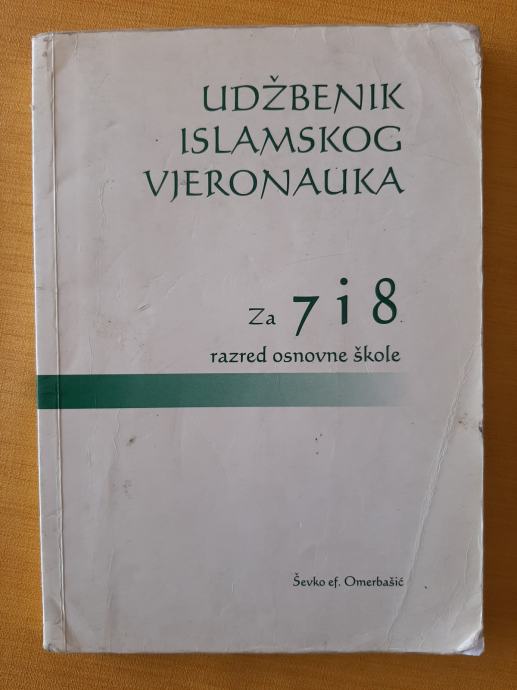 UDŽBENIK
ISLAMSKOG
VJERONAUKA
Za 7 i 8
razred osnovne škole
Ševko ef. Omerbašić